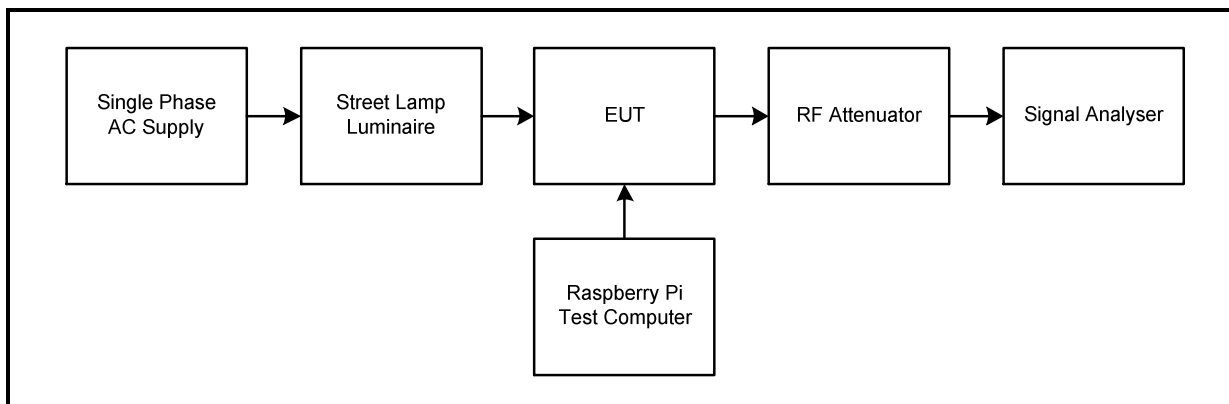 Single Phase
AC Supply
Street Lamp
Luminaire
EUT
RF Attenuator
Signal Analyser
Raspberry Pi
Test Computer